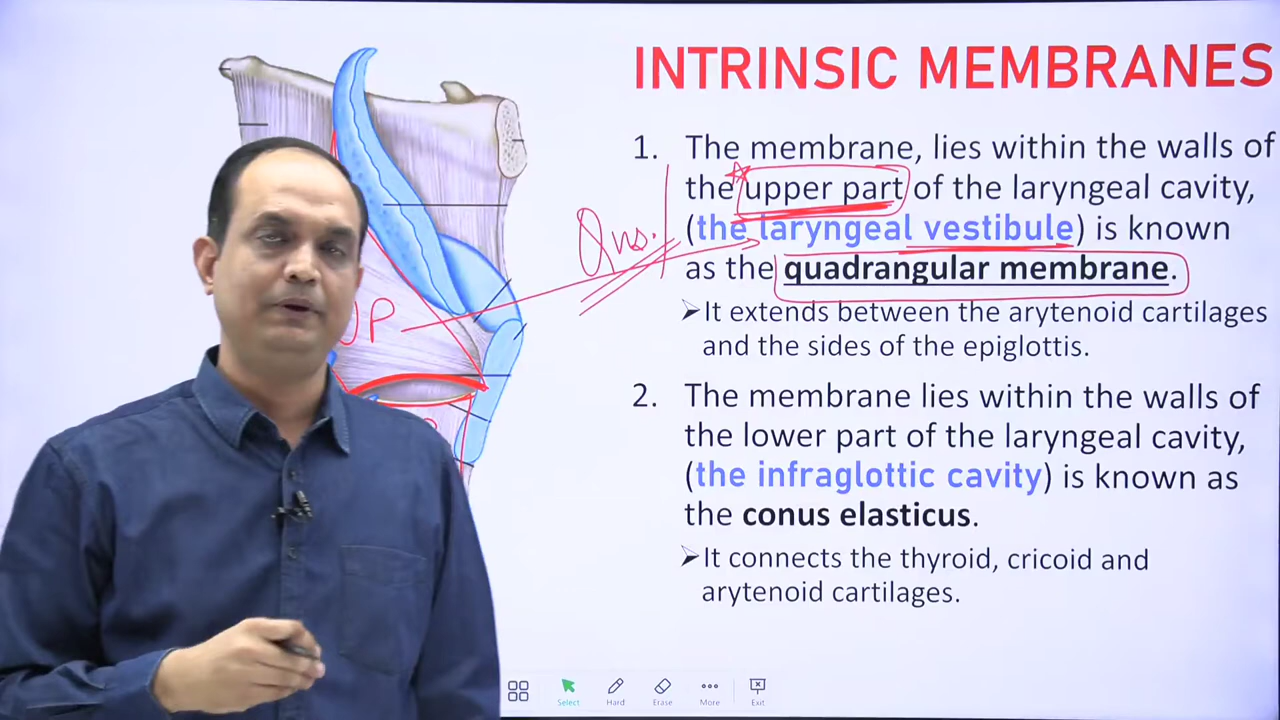 INTRINSIC MEMBRANES
1. The membrane, lies within the walls of
the upper part of the laryngeal cavity,
(the laryngeal vestibule) is known
as the quadrangular membrane.
➢It extends between the arytenoid cartilages
and the sides of the epiglottis.
2. The membrane lies within the walls of
the lower part of the laryngeal cavity,
(the infraglottic cavity) is known as
the conus elasticus.
➢It connects the thyroid, cricoid and
arytenoid cartilages.
Qns.
UP
Select Hard Erase More Exit